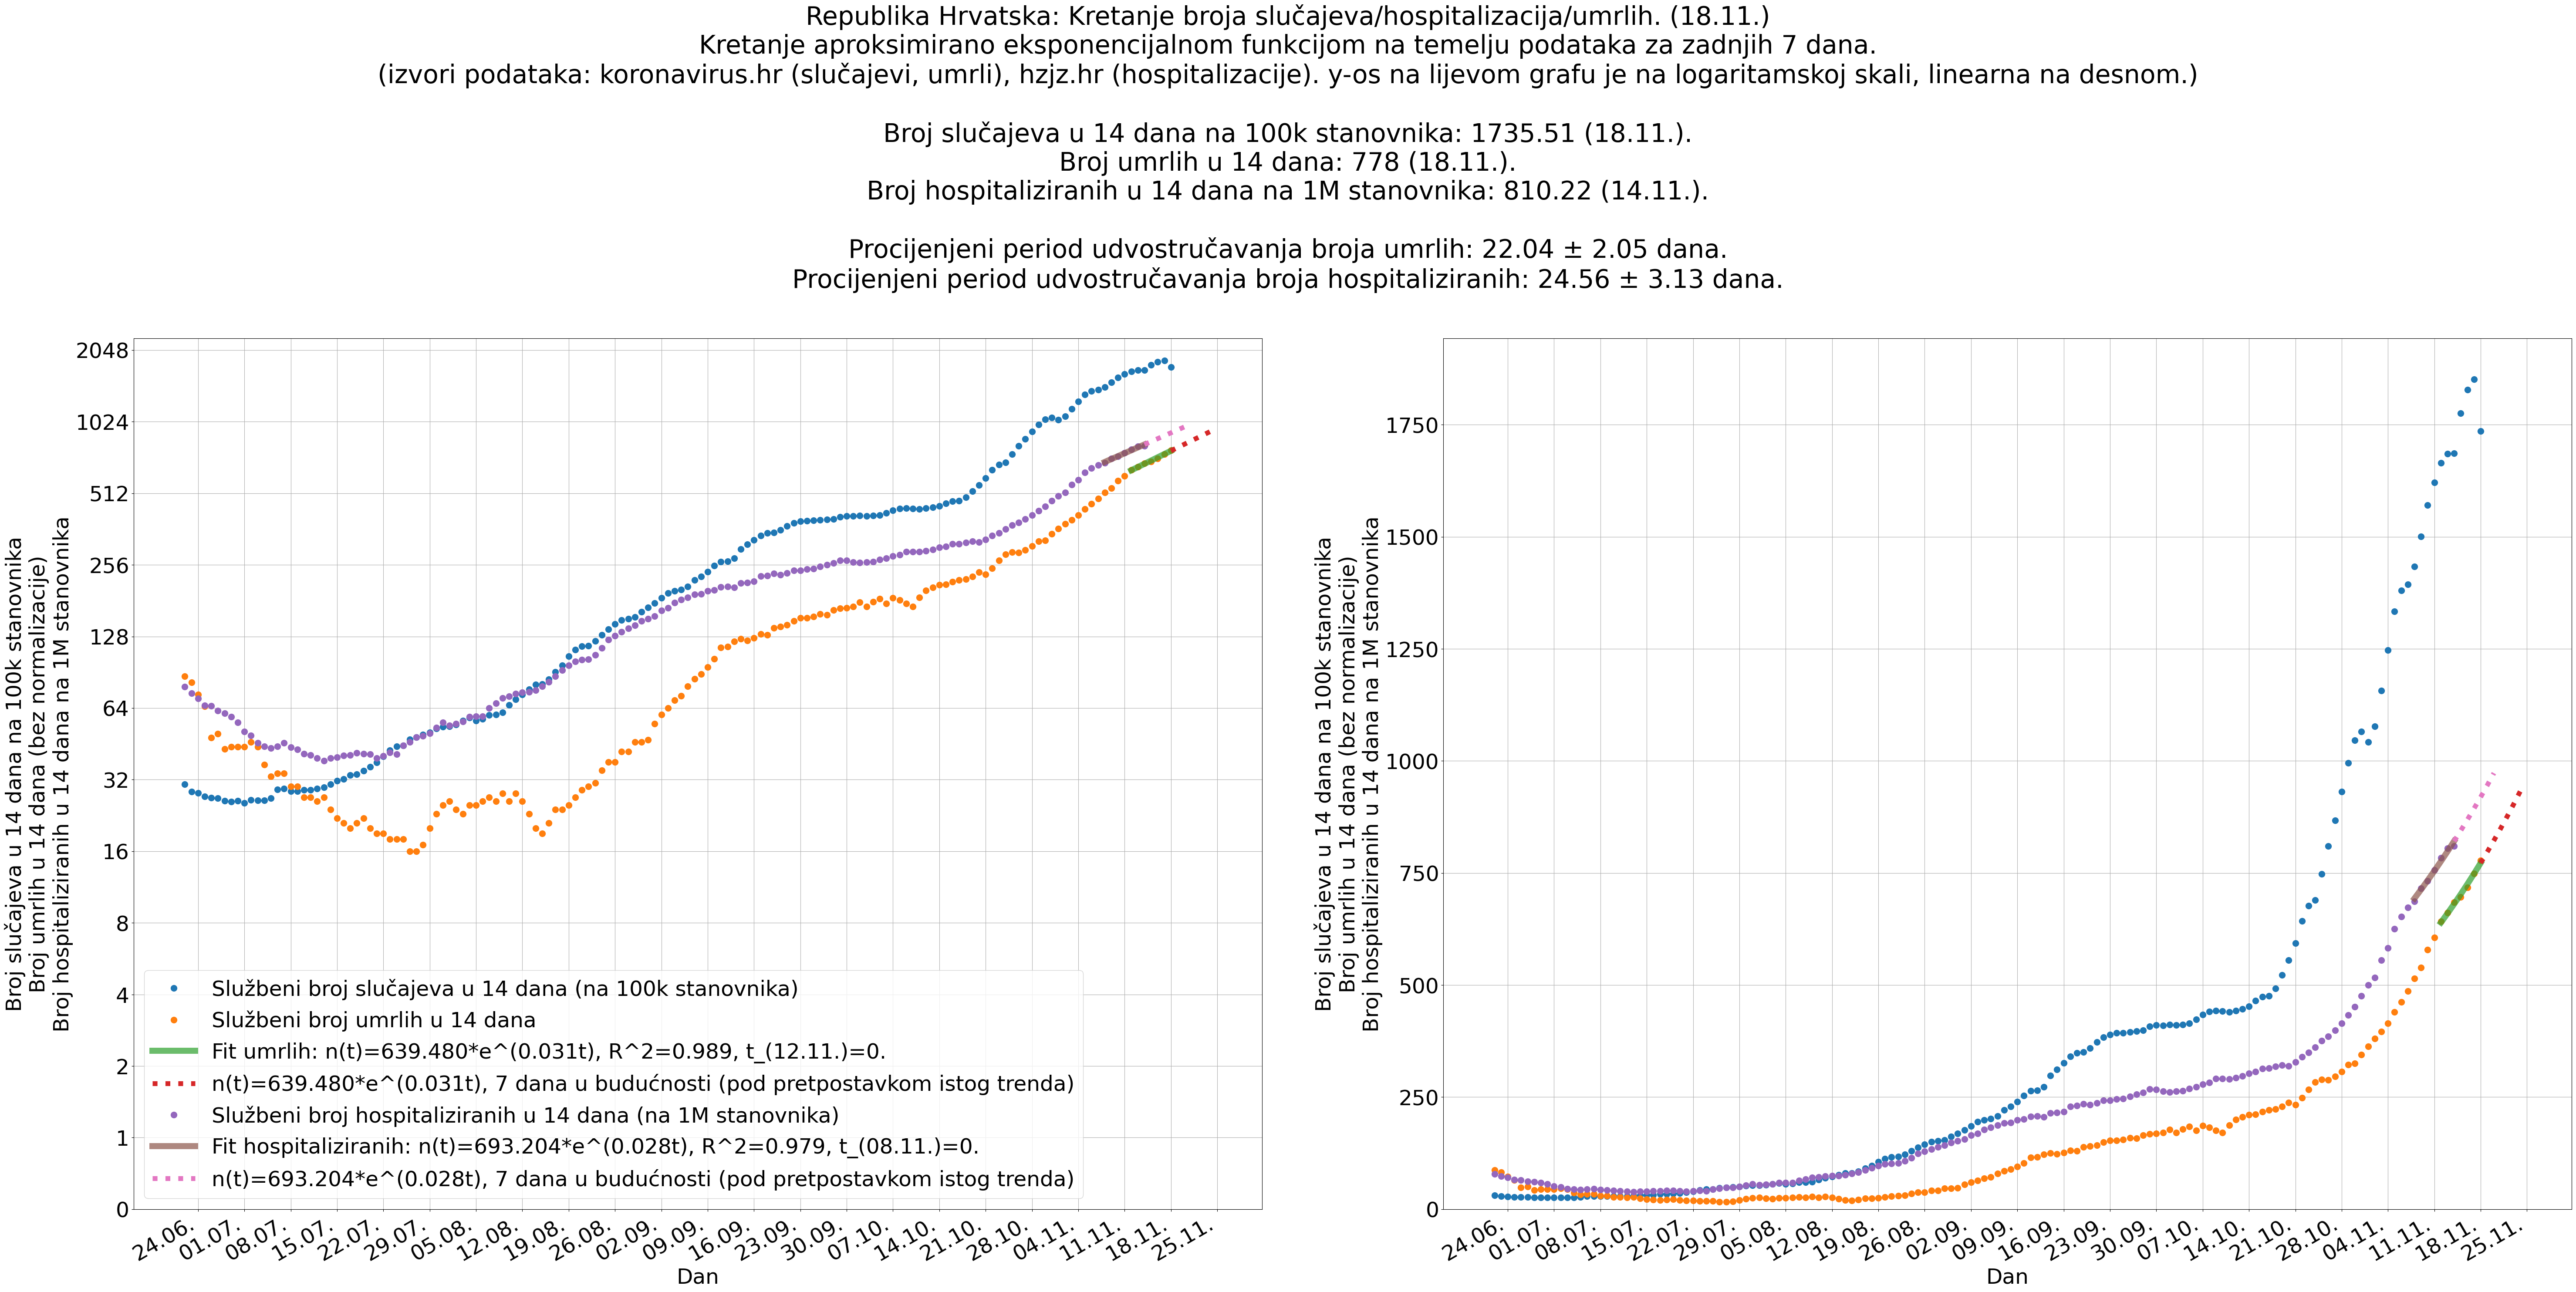 Republika Hrvatska: Kretanje broja slučajeva/hospitalizacija/umrlih. (18.11.)
Kretanje aproksimirano eksponencijalnom funkcijom na temelju podataka za zadnjih 7 dana.
(izvori podataka: koronavirus.hr (slučajevi, umrli), hzjz.hr (hospitalizacije). y-os na lijevom grafu je na logaritamskoj skali, linearna na desnom.)
Broj slučajeva u 14 dana na 100k stanovnika: 1735.51 (18.11.).
Broj umrlih u 14 dana: 778 (18.11.).
Broj hospitaliziranih u 14 dana na 1M stanovnika: 810.22 (14.11.).
Procijenjeni period udvostručavanja broja umrlih: 22.04 ± 2.05 dana.
Procijenjeni period udvostručavanja broja hospitaliziranih: 24.56 ± 3.13 dana.
Broj slučajeva u 14 dana na 100k stanovnika
Broj umrlih u 14 dana (bez normalizacije)
Broj hospitaliziranih u 14 dana na 1M stanovnika
2048
1024
512
256
128
64
32
16
8
4
2
1
0
Službeni broj slučajeva u 14 dana (na 100k stanovnika)
Službeni broj umrlih u 14 dana
Fit umrlih: n(t)=639.480*e^(0.031t), R^2=0.989, t_(12.11.)=0.
n(t)=639.480*e^(0.031t), 7 dana u budućnosti (pod pretpostavkom istog trenda)
Službeni broj hospitaliziranih u 14 dana (na 1M stanovnika)
Fit hospitaliziranih: n(t)=693.204*e^(0.028t), R^2=0.979, t_(08.11.)=0.
n(t)=693.204*e^(0.028t), 7 dana u budućnosti (pod pretpostavkom istog trenda)
24.06. 01.07. 08.07. 15.07. 22.07. 29.07. 05.08. 12.08. 19.08. 26.08. 02.09. 09.09. 16.09. 23.09. 30.09. 07.10. 14.10. 21.10. 28.10. 04.11. 11.11. 18.11. 25.11.
Dan
Broj slučajeva u 14 dana na 100k stanovnika
Broj umrlih u 14 dana (bez normalizacije)
Broj hospitaliziranih u 14 dana na 1M stanovnika
1750
1500
1250
1000
750
500
250
0
24.06. 01.07. 08.07. 15.07. 22.07. 29.07. 05.08. 12.08. 19.08. 26.08. 02.09. 09.09. 16.09. 23.09. 30.09. 07.10. 14.10. 21.10. 28.10. 04.11. 11.11. 18.11. 25.11.
Dan